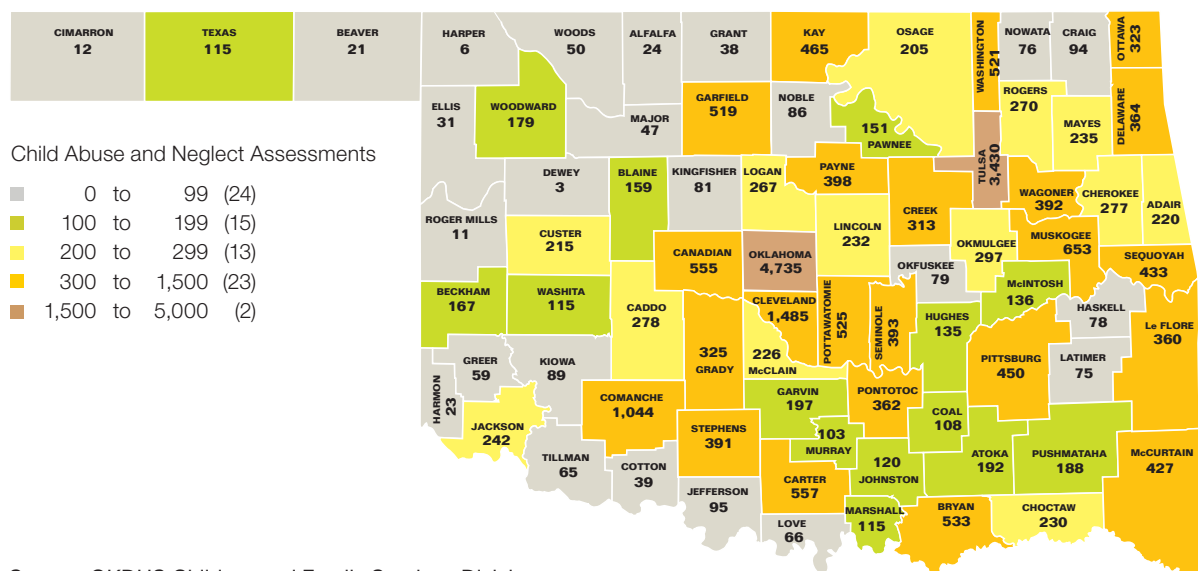 CIMARRON
12
TEXAS
115
BEAVER
21
HARPER
6
WOODS
50
ALFALFA
24
GRANT
38
KAY
465
OSAGE
205
WASHINGTON
521
NOWATA
76
CRAIG
94
OTTAWA
323
ELLIS
31
WOODWARD
179
MAJOR
47
GARFIELD
519
NOBLE
86
151
PAWNEE
ROGERS
270
MAYES
235
DELAWARE
364
Child Abuse and Neglect Assessments
0 to 99 (24)
100 to 199 (15)
200 to 299 (13)
300 to 1,500 (23)
1,500 to 5,000 (2)
DEWEY
3
BLAINE
159
KINGFISHER
81
LOGAN
267
PAYNE
398
TULSA
3,430
WAGONER
392
CHEROKEE
277
ADAIR
220
ROGER MILLS
11
CUSTER
215
CANADIAN
555
OKLAHOMA
4,735
LINCOLN
232
CREEK
313
OKMULGEE
297
MUSKOGEE
653
SEQUOYAH
433
OKFUSKEE
79
McINTOSH
136
BECKHAM
167
WASHITA
115
CADDO
278
CLEVELAND
1,485
POTTAWATOMIE
525
SEMINOLE
393
HUGHES
135
HASKELL
78
Le FLORE
360
GREER
59
KIOWA
89
325
GRADY
226
McCLAIN
PITTSBURG
450
LATIMER
75
HARMON
23
JACKSON
242
COMANCHE
1,044
GARVIN
197
PONTOTOC
362
COAL
108
STEPHENS
391
103
MURRAY
TILLMAN
65
COTTON
39
120
JOHNSTON
ATOKA
192
PUSHMATAHA
188
McCURTAIN
427
JEFFERSON
95
CARTER
557
LOVE
66
MARSHALL
115
BRYAN
533
CHOCTAW
230